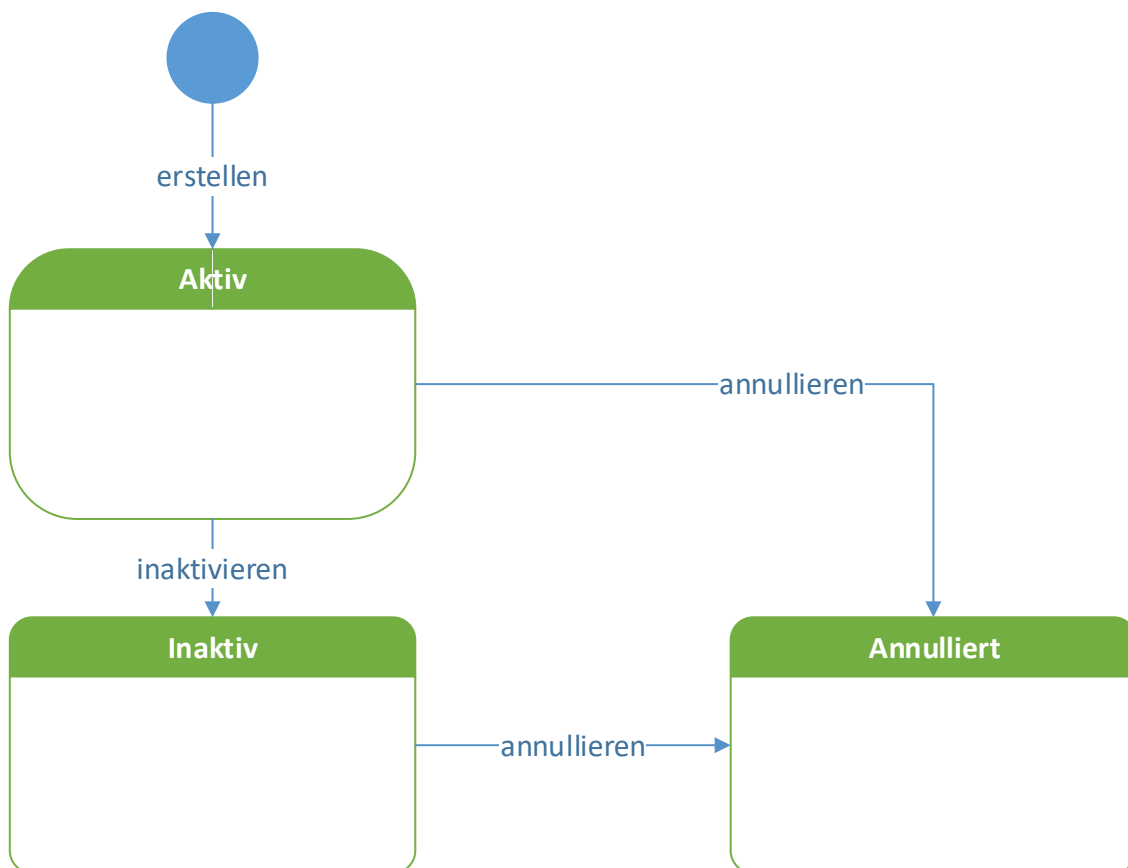 erstellen
Aktiv
annullieren
inaktivieren
Inaktiv
Annulliert
annullieren